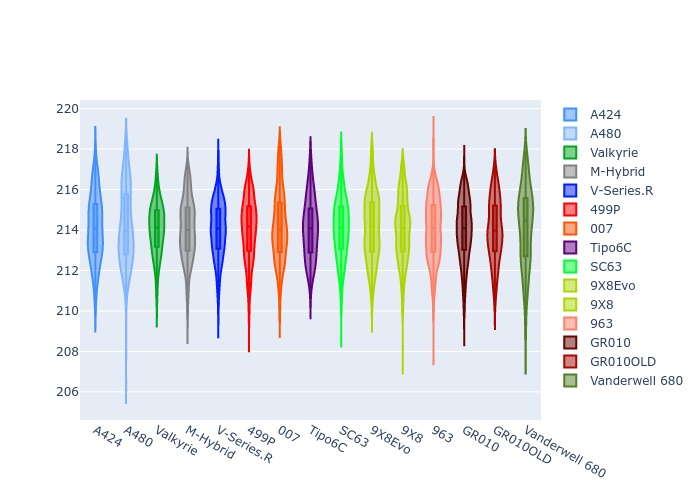 220
218
216
214
212
210
208
206
A424
A480
Valkyrie
M-Hybrid
V-Series.R
499P
007
Tipo6C
SC63
9X8Evo
9X8
963
GR010
GR010OLD
Vanderwell 680
A424
A480
Valkyrie
M-Hybrid
V-Series.R
499P
007
Tipo6C
SC63
9X8Evo
9X8
963
GR010
GR010OLD
Vanderwell 680